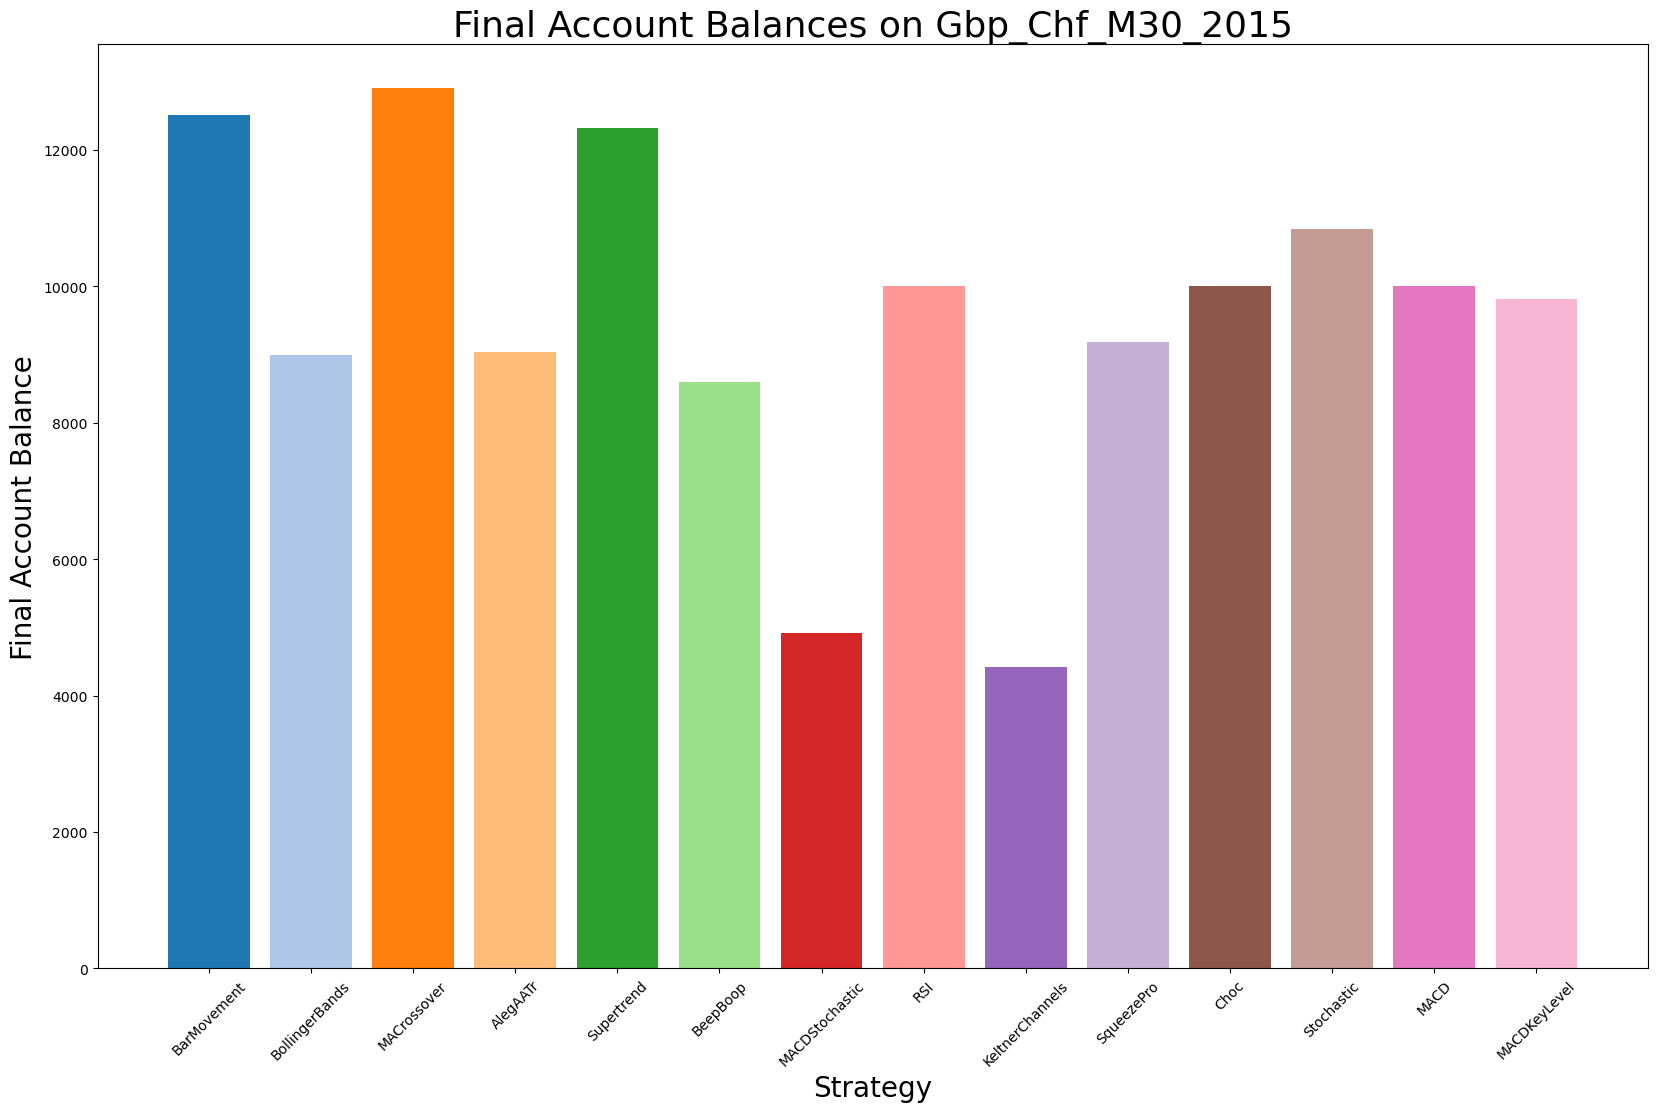 Final Account Balances on Gbp_Chf_M30_2015
Final Account Balance
12000
10000
8000
6000
4000
2000
0
BarMovement
BollingerBands
MACrossover
AlegAATr
Supertrend
BeepBoop
MACDStochastic
RSI
KeltnerChannels
SqueezePro
Choc
Stochastic
MACD
MACDKeyLevel
Strategy